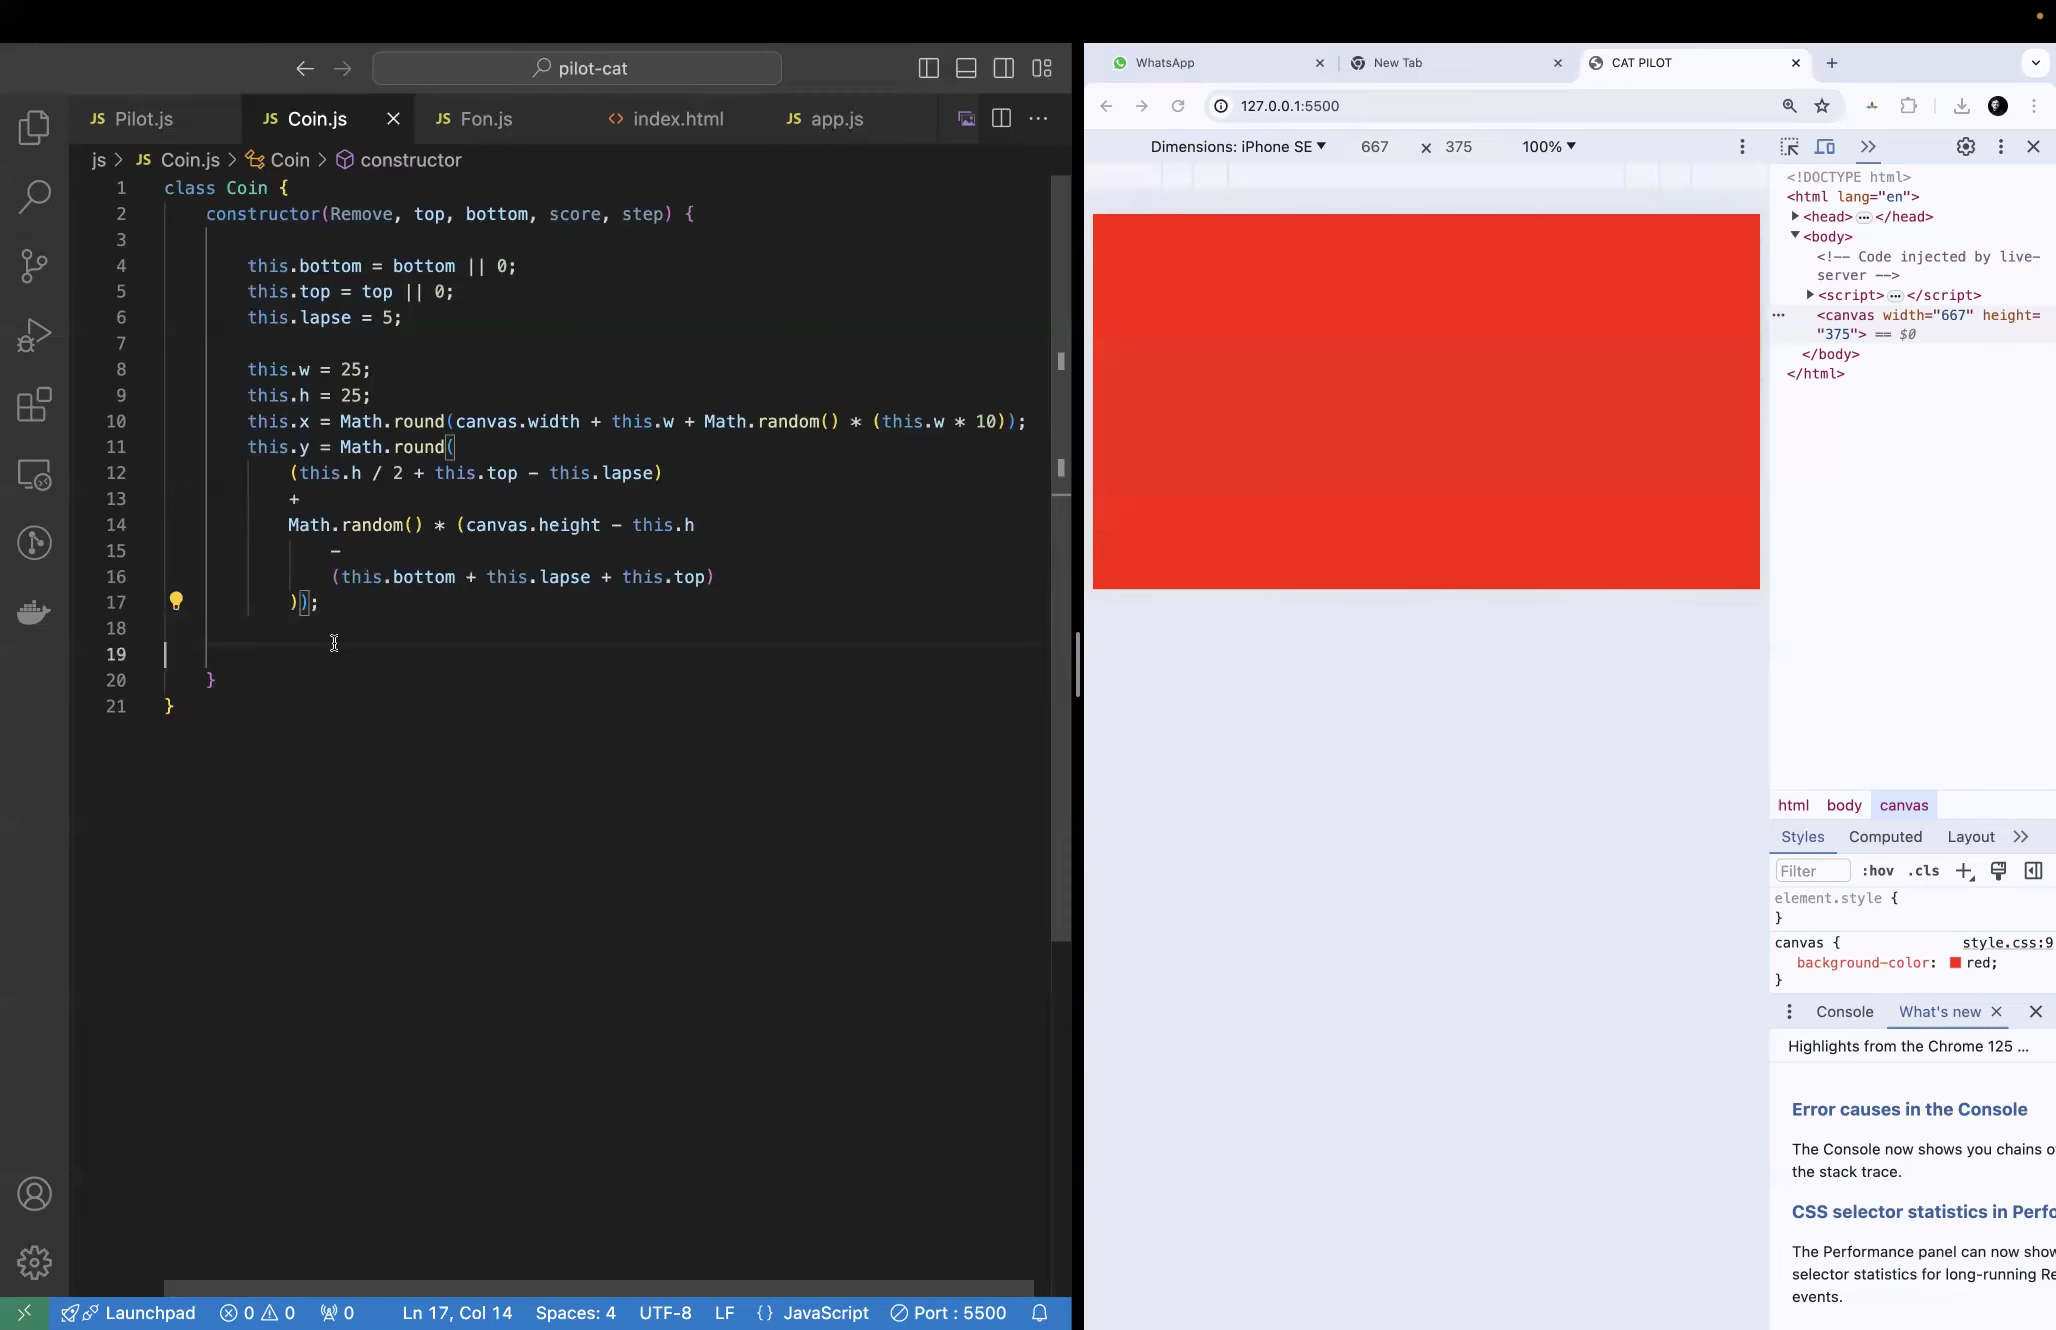 pilot-cat
Pilot.js
Coin.js
Fon.js
index.html
app.js
js > Coin.js > Coin > constructor
1 class Coin {
2 constructor(Remove, top, bottom, score, step) {
3
4 this.bottom = bottom || 0;
5 this.top = top || 0;
6 this.lapse = 5;
7
8 this.w = 25;
9 this.h = 25;
10 this.x = Math.round(canvas.width + this.w + Math.random() * (this.w * 10));
11 this.y = Math.round(
12 (this.h / 2 + this.top - this.lapse)
13 +
14 Math.random() * (canvas.height - this.h
15 -
16 (this.bottom + this.lapse + this.top)
17 ));
18
19
20 }
21 }
Launchpad 0 0 0 Ln 17, Col 14 Spaces: 4 UTF-8 LF {} JavaScript Port : 5500
WhatsApp
New Tab
CAT PILOT
127.0.0.1:5500
Dimensions: iPhone SE 667 × 375 100%
<!DOCTYPE html>
<html lang="en">
<head> … </head>
<body>
<!-- Code injected by live-
server -->
<script> … </script>
… <canvas width="667" height=
"375"> == $0
</body>
</html>
html body canvas
Styles Computed Layout
Filter :hov .cls
element.style {
}
canvas { style.css:9
background-color: red;
}
Console What's new
Highlights from the Chrome 125 ...
Error causes in the Console
The Console now shows you chains o
the stack trace.
CSS selector statistics in Perfo
The Performance panel can now show
selector statistics for long-running Re
events.